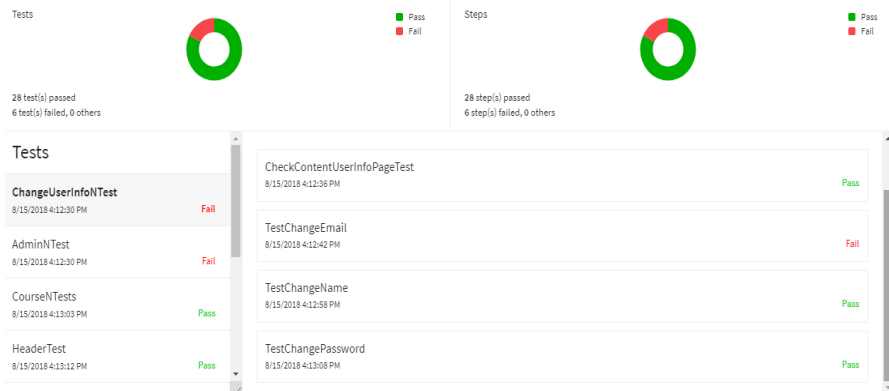 Tests
Pass
Fail
28 test(s) passed
6 test(s) failed, 0 others
Steps
Pass
Fail
28 step(s) passed
6 step(s) failed, 0 others
Tests
ChangeUserInfoNTest
8/15/2018 4:12:30 PM
Fail
AdminNTest
8/15/2018 4:12:30 PM
Fail
CourseNTests
8/15/2018 4:13:03 PM
Pass
HeaderTest
8/15/2018 4:13:12 PM
Pass
CheckContentUserInfoPageTest
8/15/2018 4:12:36 PM
Pass
TestChangeEmail
8/15/2018 4:12:42 PM
Fail
TestChangeName
8/15/2018 4:12:58 PM
Pass
TestChangePassword
8/15/2018 4:13:08 PM
Pass